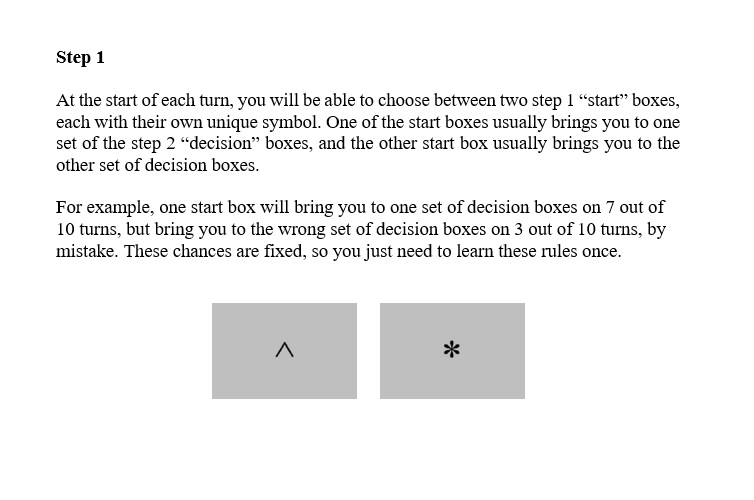 Step 1
At the start of each turn, you will be able to choose between two step 1 “start” boxes,
each with their own unique symbol. One of the start boxes usually brings you to one
set of the step 2 “decision” boxes, and the other start box usually brings you to the
other set of decision boxes.
For example, one start box will bring you to one set of decision boxes on 7 out of
10 turns, but bring you to the wrong set of decision boxes on 3 out of 10 turns, by
mistake. These chances are fixed, so you just need to learn these rules once.
^ *